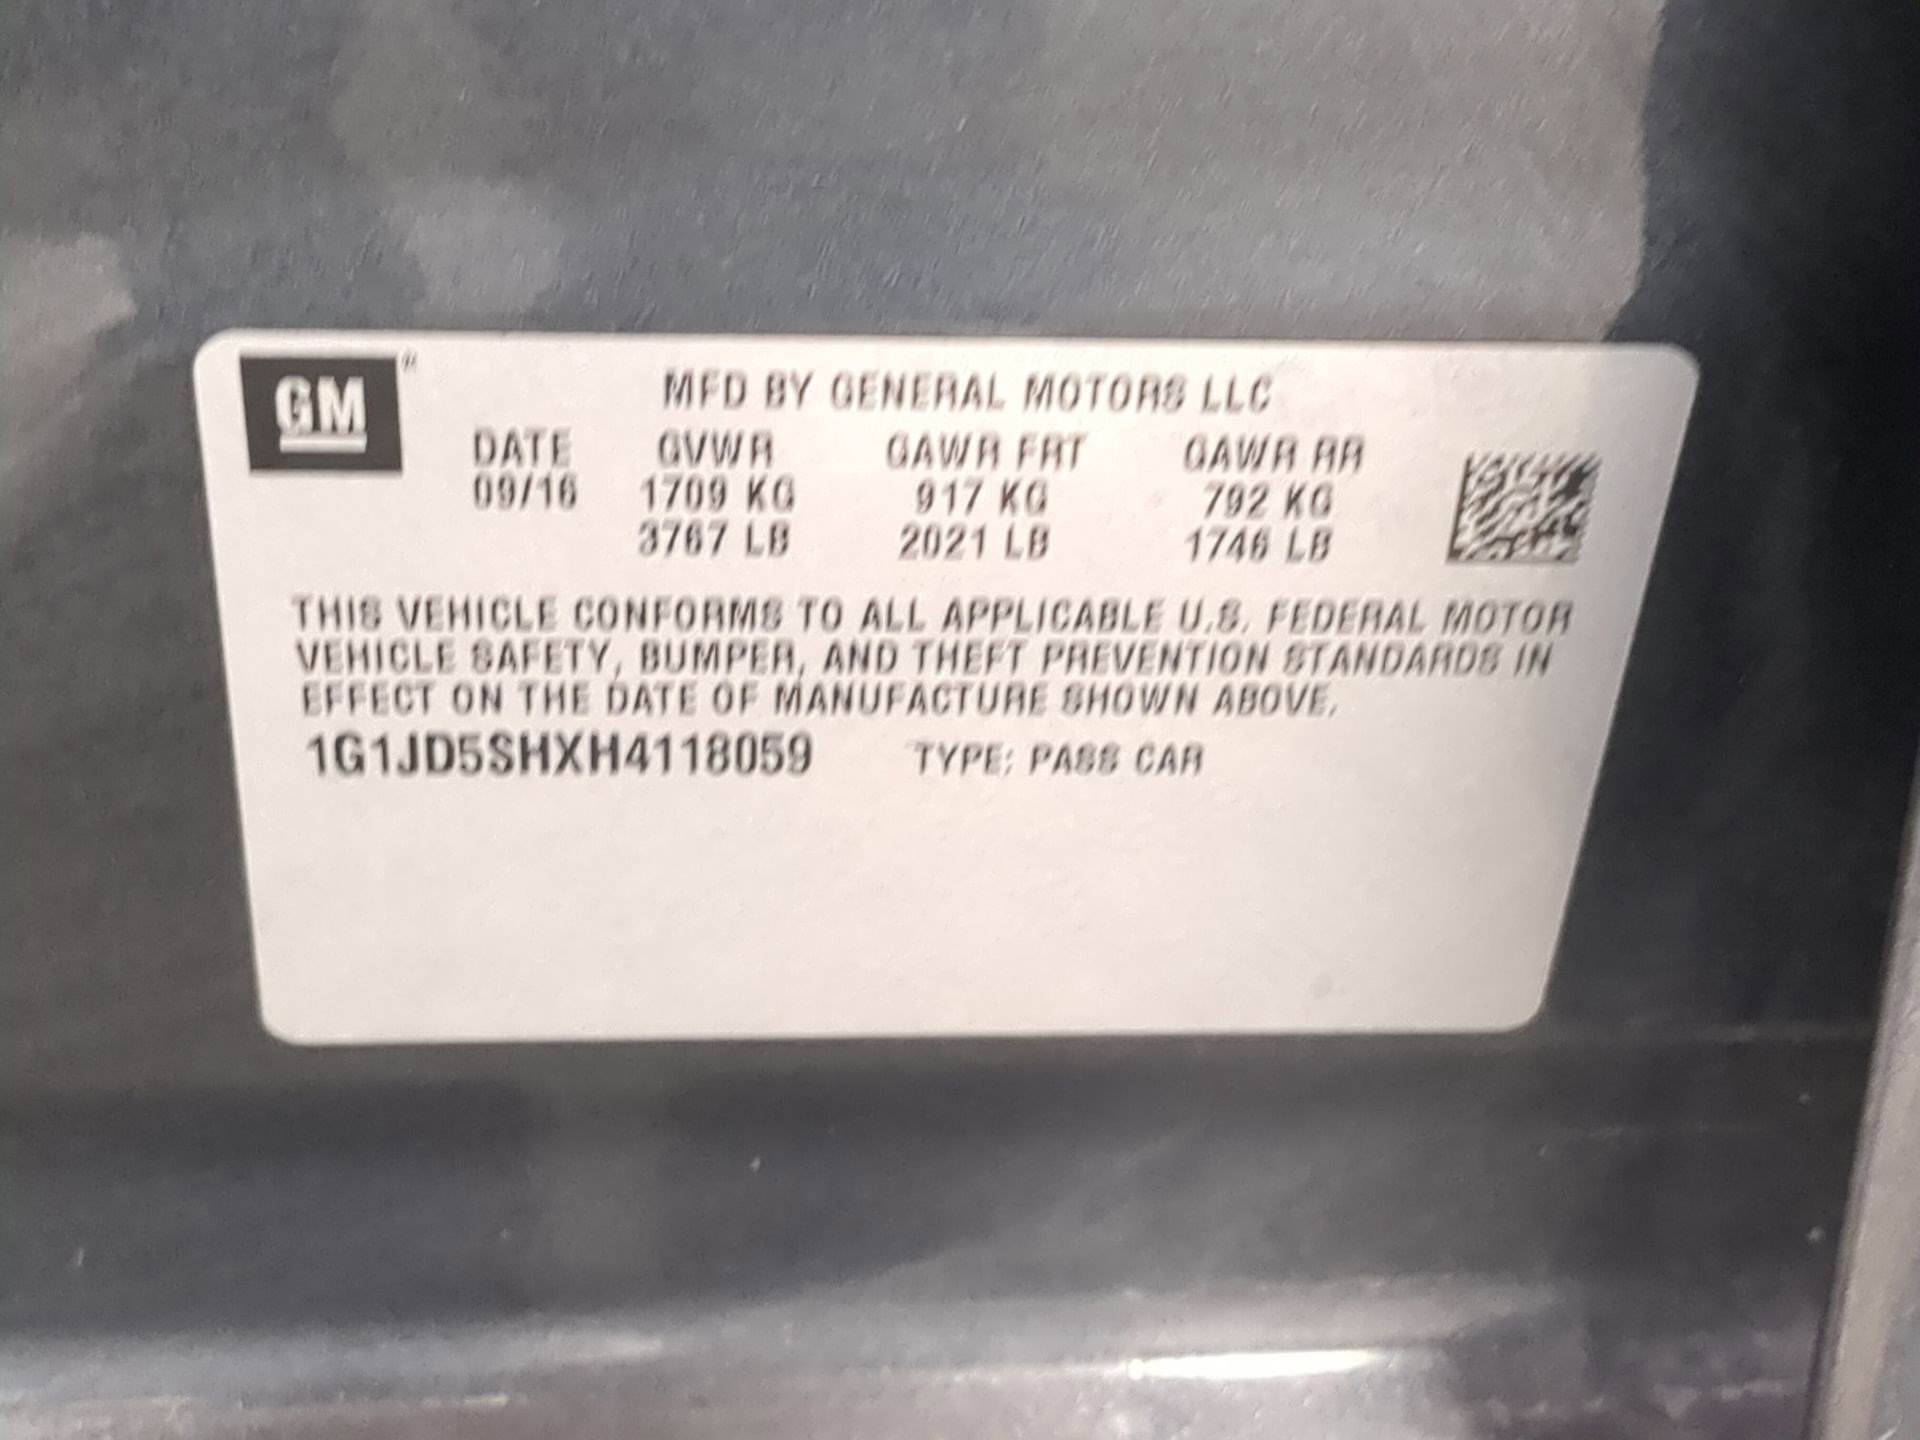 GM®
MFD BY GENERAL MOTORS LLC
DATE GVWR GAWR FRT GAWR RR
09/16 1709 KG 917 KG 792 KG
3767 LB 2021 LB 1746 LB
THIS VEHICLE CONFORMS TO ALL APPLICABLE U.S. FEDERAL MOTOR
VEHICLE SAFETY, BUMPER, AND THEFT PREVENTION STANDARDS IN
EFFECT ON THE DATE OF MANUFACTURE SHOWN ABOVE.
1G1JD5SHXH4118059 TYPE: PASS CAR